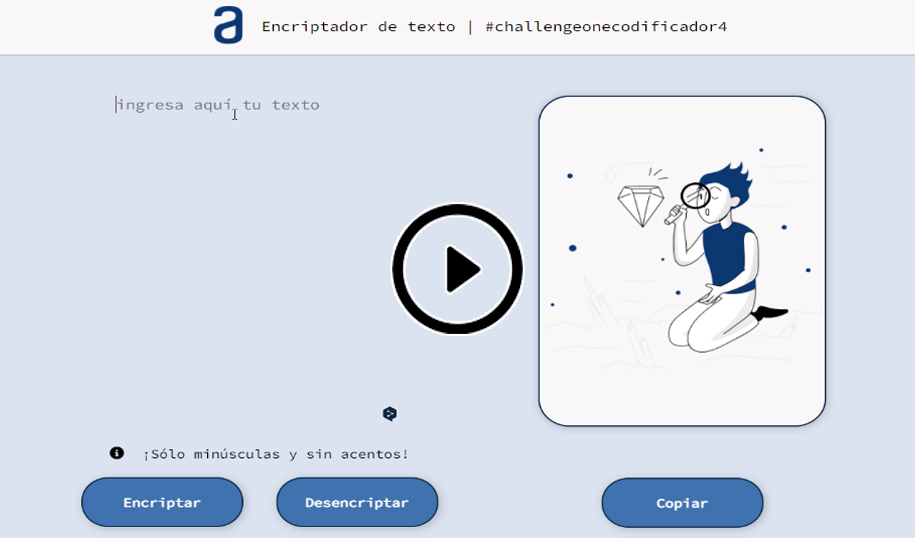 a Encriptador de texto | #challengeonecodificador4
ingresa aquí tu texto
¡Sólo minúsculas y sin acentos!
Encriptar
Desencriptar
Copiar